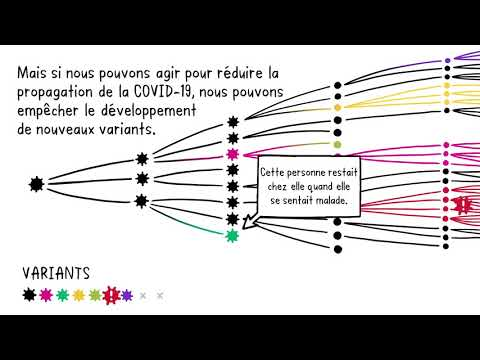 Mais si nous pouvons agir pour réduire la
propagation de la COVID-19, nous pouvons
empêcher le développement
de nouveaux variants.
Cette personne restait
chez elle quand elle
se sentait malade.
VARIANTS